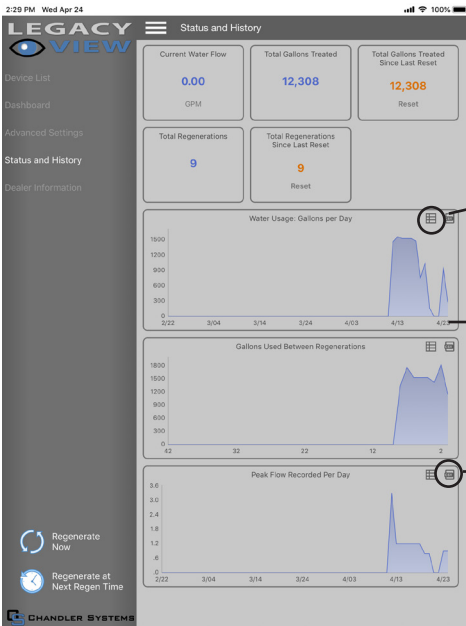 2:29 PM Wed Apr 24
100%
LEGACY
VIEW
Status and History
Device List
Dashboard
Advanced Settings
Status and History
Dealer Information
Regenerate
Now
Regenerate at
Next Regen Time
CS CHANDLER SYSTEMS
Current Water Flow
0.00
GPM
Total Gallons Treated
12,308
Total Gallons Treated
Since Last Reset
12,308
Reset
Total Regenerations
9
Total Regenerations
Since Last Reset
9
Reset
Water Usage: Gallons per Day
1500
1200
900
600
300
0
2/22 3/04 3/14 3/24 4/03 4/13 4/23
Gallons Used Between Regenerations
1800
1500
1200
900
600
300
0
42 32 22 12 2
Peak Flow Recorded Per Day
3.6
3.0
2.4
1.8
1.2
.6
.0
2/22 3/04 3/14 3/24 4/03 4/13 4/23